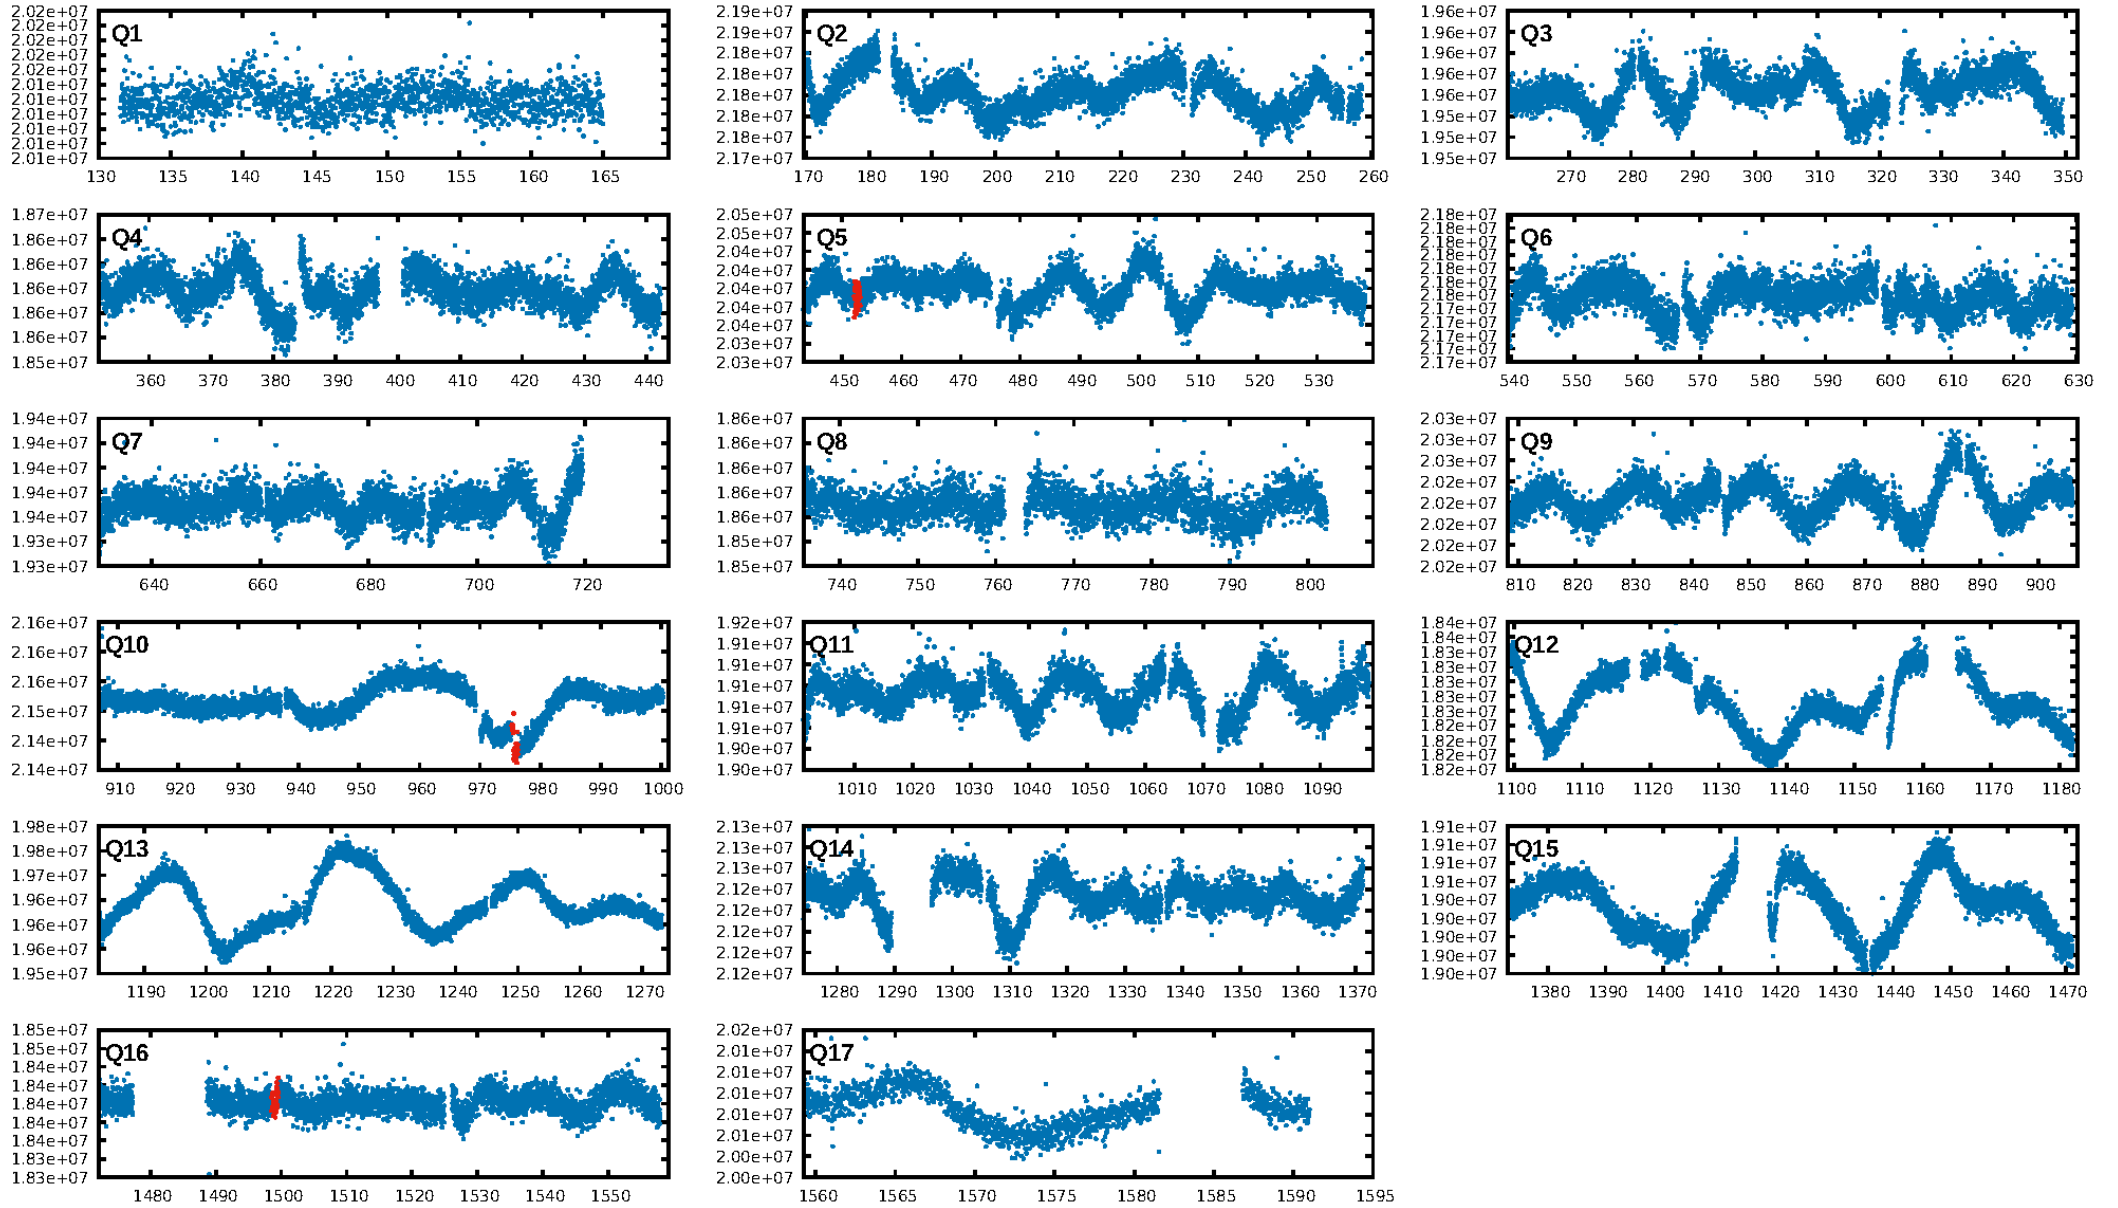 2.02e+07 2.02e+07 2.02e+07 2.02e+07 2.02e+07 2.01e+07 2.01e+07 2.01e+07 2.01e+07 2.01e+07 2.01e+07
Q1
130 135 140 145 150 155 160 165
2.19e+07 2.19e+07 2.18e+07 2.18e+07 2.18e+07 2.18e+07 2.18e+07 2.17e+07
Q2
170 180 190 200 210 220 230 240 250 260
1.96e+07 1.96e+07 1.96e+07 1.96e+07 1.96e+07 1.95e+07 1.95e+07 1.95e+07
Q3
270 280 290 300 310 320 330 340 350
1.87e+07 1.86e+07 1.86e+07 1.86e+07 1.86e+07 1.86e+07 1.85e+07
Q4
360 370 380 390 400 410 420 430 440
2.05e+07 2.05e+07 2.04e+07 2.04e+07 2.04e+07 2.04e+07 2.04e+07 2.03e+07 2.03e+07
Q5
450 460 470 480 490 500 510 520 530
2.18e+07 2.18e+07 2.18e+07 2.18e+07 2.18e+07 2.18e+07 2.17e+07 2.17e+07 2.17e+07 2.17e+07 2.17e+07
Q6
540 550 560 570 580 590 600 610 620 630
1.94e+07 1.94e+07 1.94e+07 1.94e+07 1.94e+07 1.93e+07 1.93e+07
Q7
640 660 680 700 720
1.86e+07 1.86e+07 1.86e+07 1.86e+07 1.86e+07 1.85e+07 1.85e+07
Q8
740 750 760 770 780 790 800
2.03e+07 2.03e+07 2.03e+07 2.02e+07 2.02e+07 2.02e+07 2.02e+07 2.02e+07
Q9
810 820 830 840 850 860 870 880 890 900
2.16e+07 2.16e+07 2.16e+07 2.15e+07 2.14e+07 2.14e+07
Q10
910 920 930 940 950 960 970 980 990 1000
1.92e+07 1.91e+07 1.91e+07 1.91e+07 1.91e+07 1.91e+07 1.90e+07 1.90e+07
Q11
1010 1020 1030 1040 1050 1060 1070 1080 1090
1.84e+07 1.84e+07 1.83e+07 1.83e+07 1.83e+07 1.83e+07 1.83e+07 1.82e+07 1.82e+07 1.82e+07 1.82e+07
Q12
1100 1110 1120 1130 1140 1150 1160 1170 1180
1.98e+07 1.98e+07 1.97e+07 1.96e+07 1.96e+07 1.96e+07 1.95e+07
Q13
1190 1200 1210 1220 1230 1240 1250 1260 1270
2.13e+07 2.13e+07 2.13e+07 2.12e+07 2.12e+07 2.12e+07 2.12e+07 2.12e+07
Q14
1280 1290 1300 1310 1320 1330 1340 1350 1360 1370
1.91e+07 1.91e+07 1.91e+07 1.91e+07 1.90e+07 1.90e+07 1.90e+07 1.90e+07 1.90e+07
Q15
1380 1390 1400 1410 1420 1430 1440 1450 1460 1470
1.85e+07 1.85e+07 1.84e+07 1.84e+07 1.84e+07 1.84e+07 1.84e+07 1.83e+07 1.83e+07
Q16
1480 1490 1500 1510 1520 1530 1540 1550
2.02e+07 2.01e+07 2.01e+07 2.01e+07 2.01e+07 2.01e+07 2.00e+07 2.00e+07
Q17
1560 1565 1570 1575 1580 1585 1590 1595